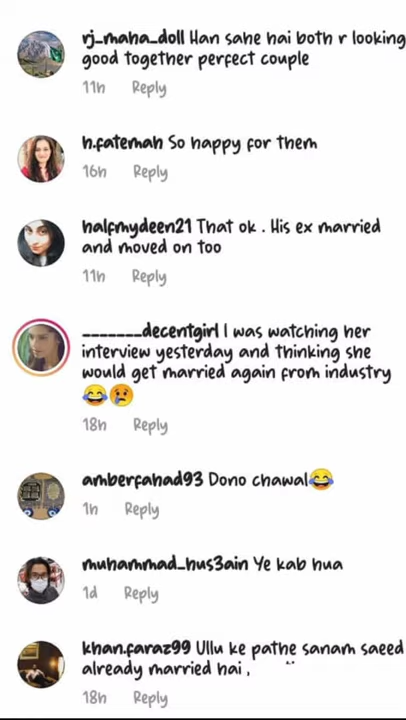 rj_maha_doll Han sahe hai both r looking
good together perfect couple
11h Reply
h.fatemah So happy for them
16h Reply
halfmydeen21 That ok . His ex married
and moved on too
11h Reply
_______decentgirl I was watching her
interview yesterday and thinking she
would get married again from industry
😂😢
18h Reply
amberfahad93 Dono chawal😂
1h Reply
muhammad_hus3ain Ye kab hua
1d Reply
khan.faraz99 Ullu ke pathe sanam saeed
already married hai ,
18h Reply